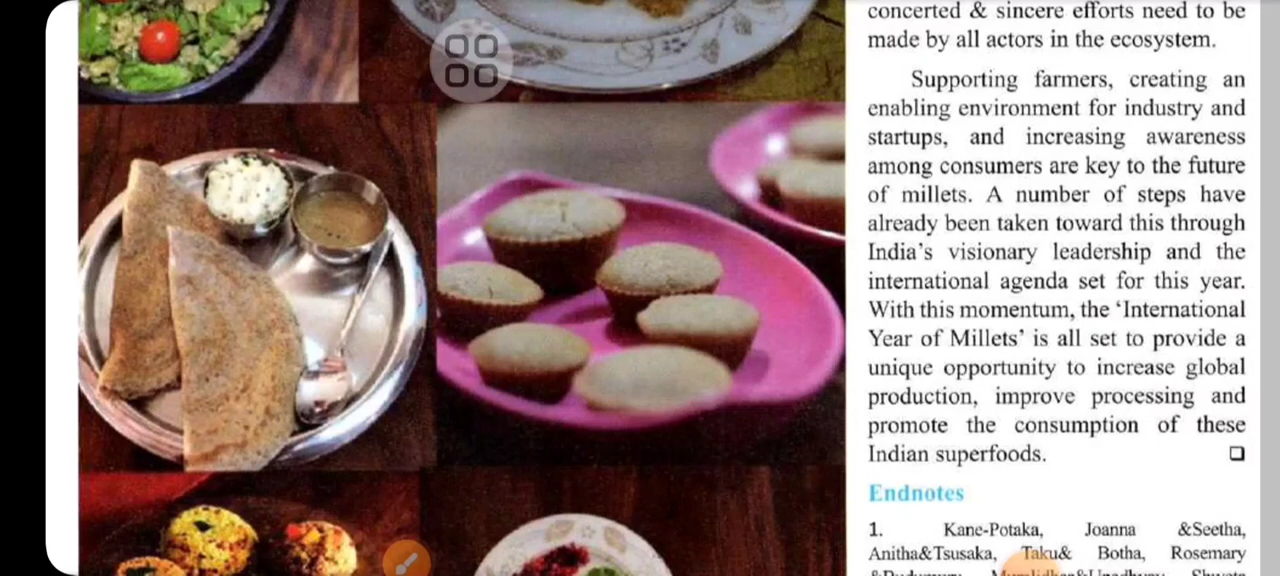 concerted & sincere efforts need to be
made by all actors in the ecosystem.
Supporting farmers, creating an
enabling environment for industry and
startups, and increasing awareness
among consumers are key to the future
of millets. A number of steps have
already been taken toward this through
India's visionary leadership and the
international agenda set for this year.
With this momentum, the ‘International
Year of Millets’ is all set to provide a
unique opportunity to increase global
production, improve processing and
promote the consumption of these
Indian superfoods.
Endnotes
1. Kane-Potaka, Joanna &Seetha,
Anitha&Tsusaka, Taku& Botha, Rosemary